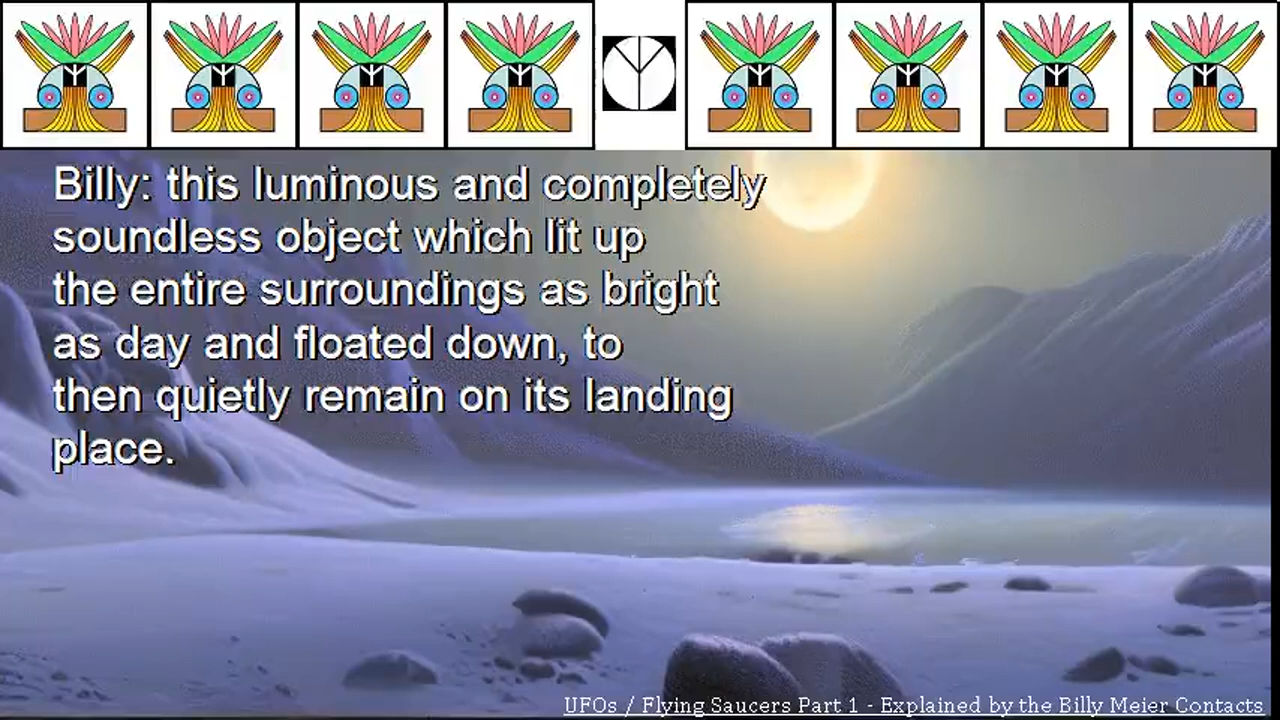 Billy: this luminous and completely
soundless object which lit up
the entire surroundings as bright
as day and floated down, to
then quietly remain on its landing
place.
UFOs / Flying Saucers Part 1 - Explained by the Billy Meier Contacts